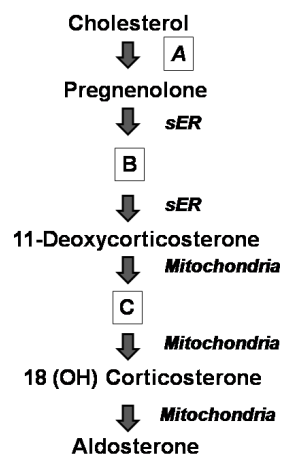 Cholesterol
A
Pregnenolone
sER
B
sER
11-Deoxycorticosterone
Mitochondria
C
Mitochondria
18 (OH) Corticosterone
Mitochondria
Aldosterone